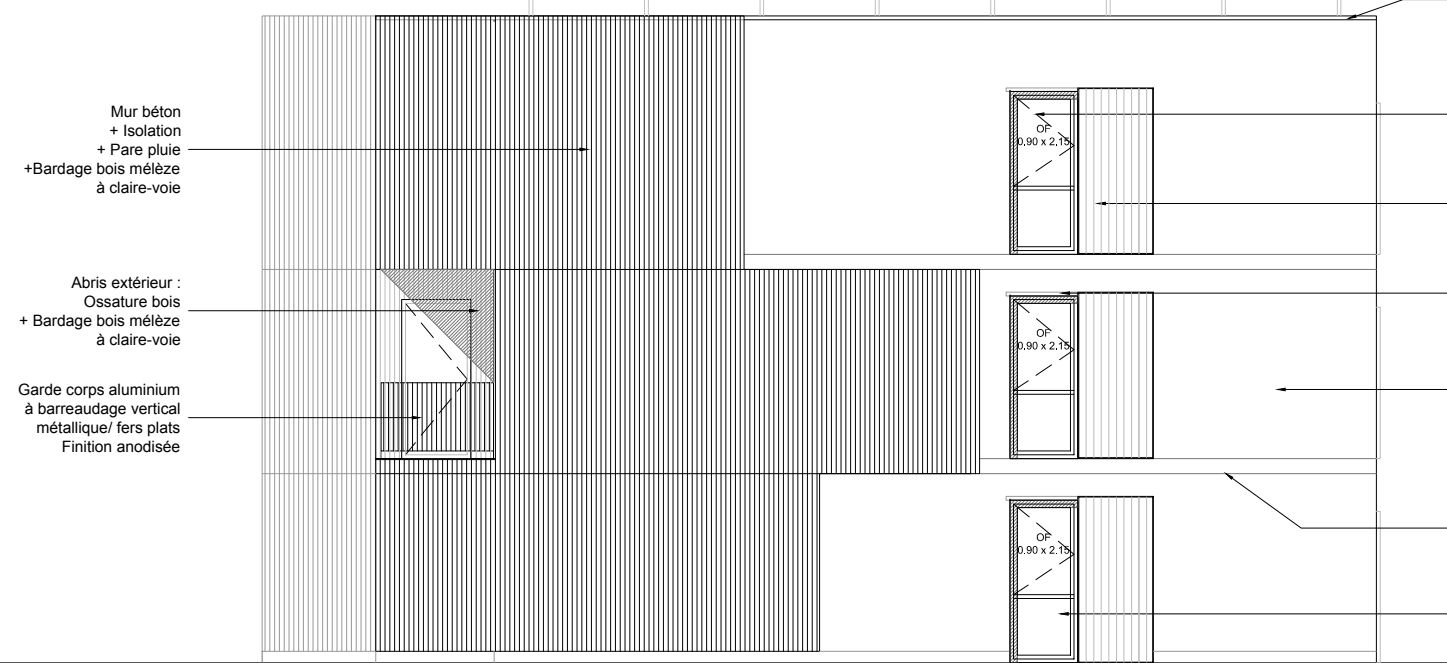 Mur béton
+ Isolation
+ Pare pluie
+Bardage bois mélèze
à claire-voie
Abris extérieur :
Ossature bois
+ Bardage bois mélèze
à claire-voie
Garde corps aluminium
à barreaudage vertical
métallique/ fers plats
Finition anodisée
OF
0.90 x 2.15
OF
0.90 x 2.15
OF
0.90 x 2.15